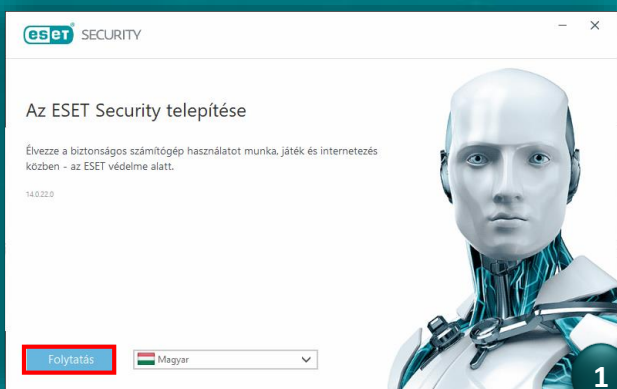 eset SECURITY
Az ESET Security telepítése
Élvezze a biztonságos számítógép használatot munka, játék és internetezés
közben - az ESET védelme alatt.
14.0.22.0
Folytatás
Magyar
1